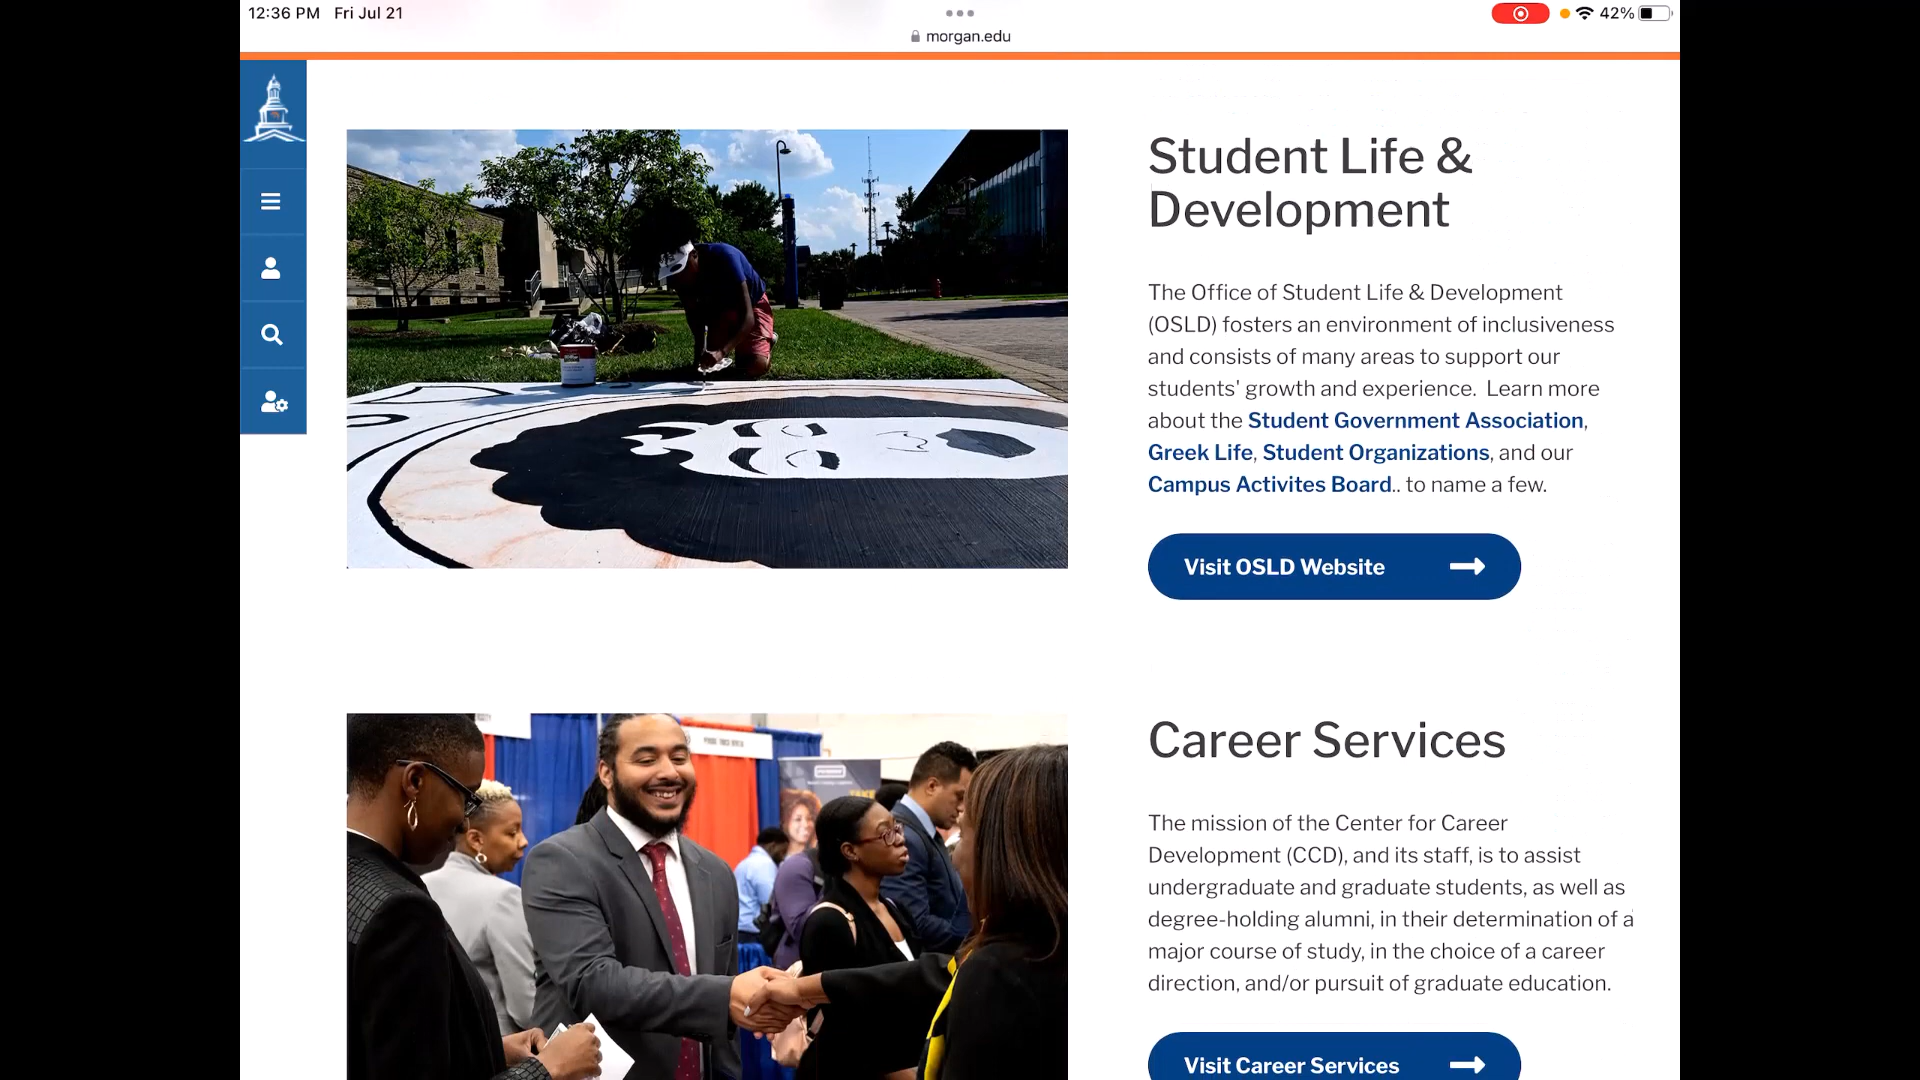 12:36 PM Fri Jul 21
42%
morgan.edu
Student Life &
Development
The Office of Student Life & Development
(OSLD) fosters an environment of inclusiveness
and consists of many areas to support our
students' growth and experience. Learn more
about the Student Government Association,
Greek Life, Student Organizations, and our
Campus Activites Board.. to name a few.
Visit OSLD Website
Career Services
The mission of the Center for Career
Development (CCD), and its staff, is to assist
undergraduate and graduate students, as well as
degree-holding alumni, in their determination of a
major course of study, in the choice of a career
direction, and/or pursuit of graduate education.
Visit Career Services